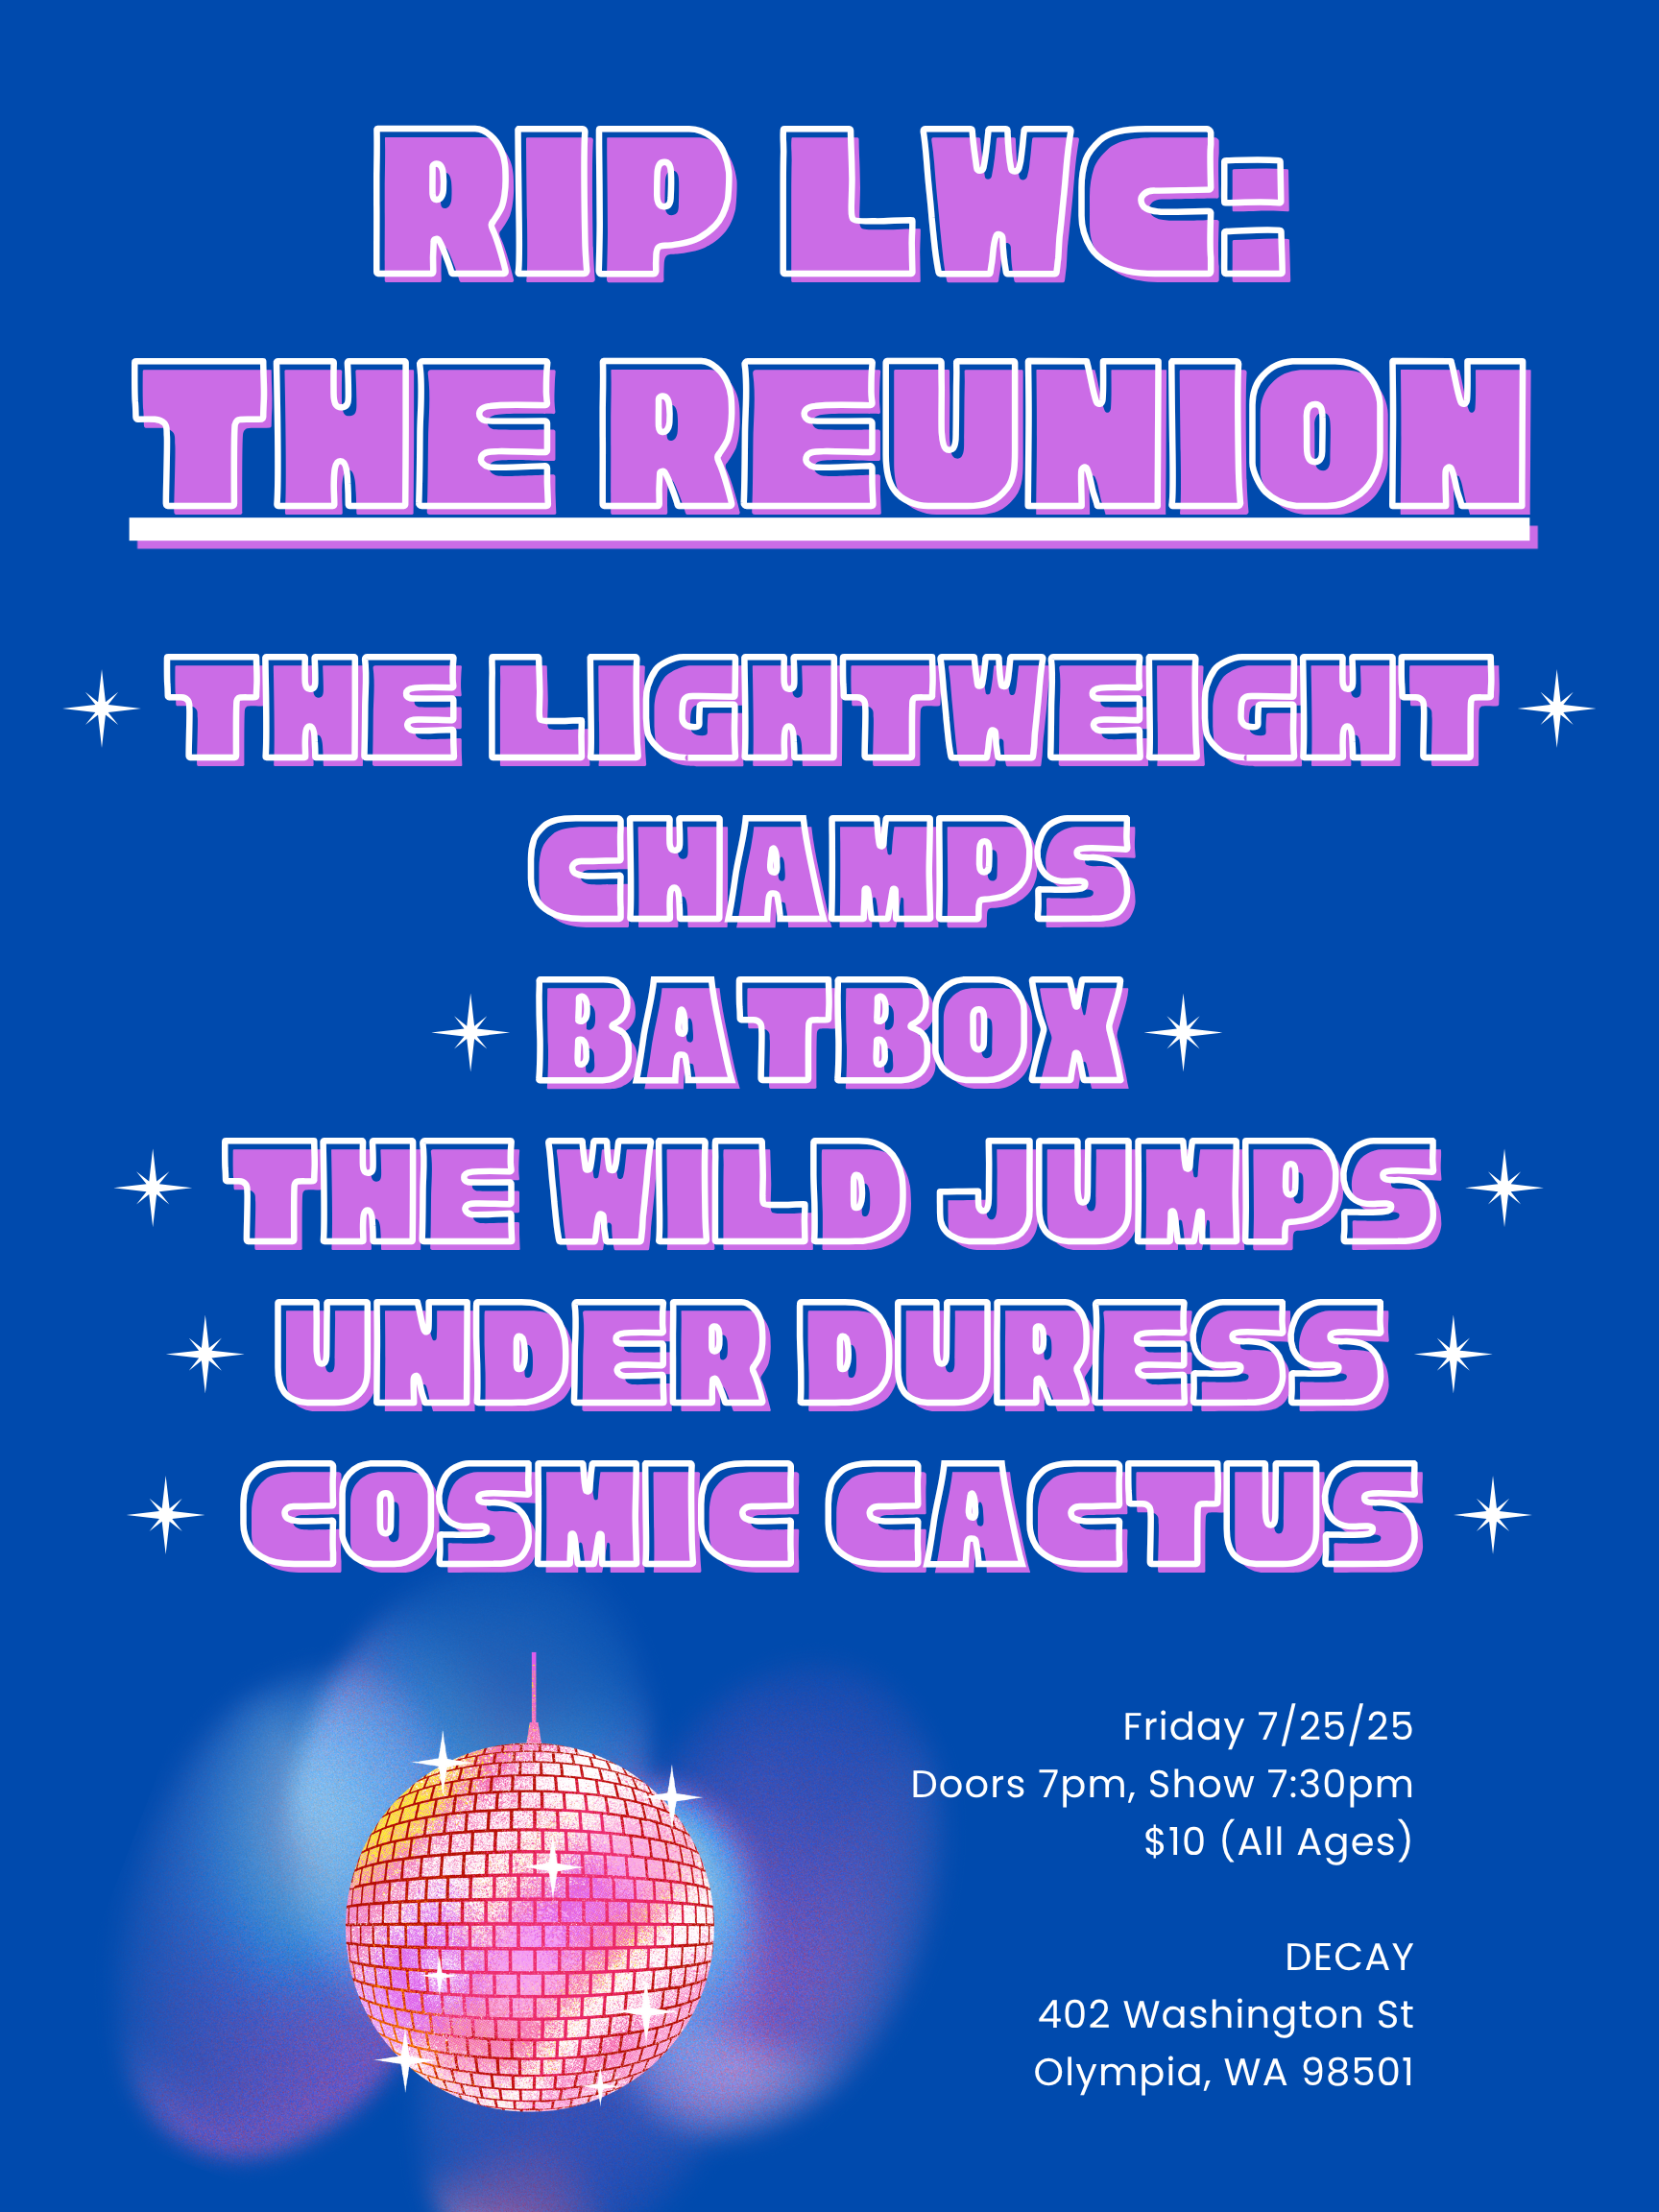 RIP LWC:
THE REUNION
THE LIGHTWEIGHT
CHAMPS
BATBOX
THE WILD JUMPS
UNDER DURESS
COSMIC CACTUS
Friday 7/25/25
Doors 7pm, Show 7:30pm
$10 (All Ages)
DECAY
402 Washington St
Olympia, WA 98501